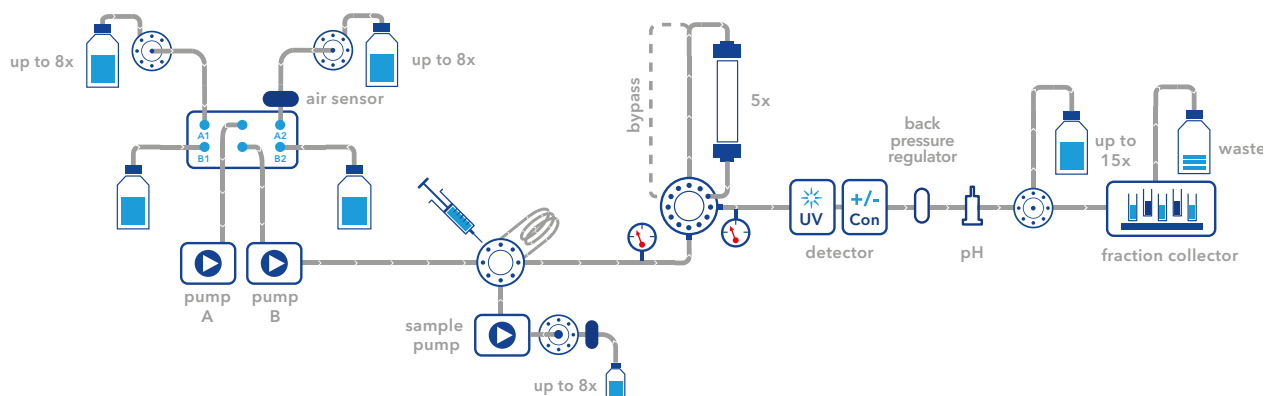 up to 8x
up to 8x
air sensor
A1
A2
B1
B2
pump
A
pump
B
sample
pump
up to 8x
bypass
5x
UV
+/-
Con
detector
back
pressure
regulator
pH
up to
15x
waste
fraction collector